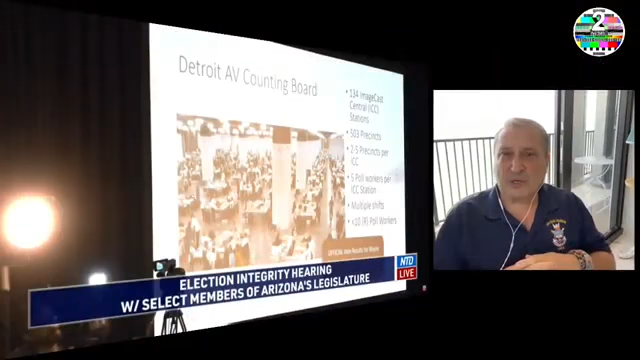 Detroit AV Counting Board
• 134 ImageCast
Central (ICC)
Stations
• 503 Precincts
• 2-5 Precincts per
ICC
• 5 Poll workers per
ICC Station
• Multiple shifts
• <10 (R) Poll Workers
NTD
LIVE
ELECTION INTEGRITY HEARING
W/ SELECT MEMBERS OF ARIZONA'S LEGISLATURE
2